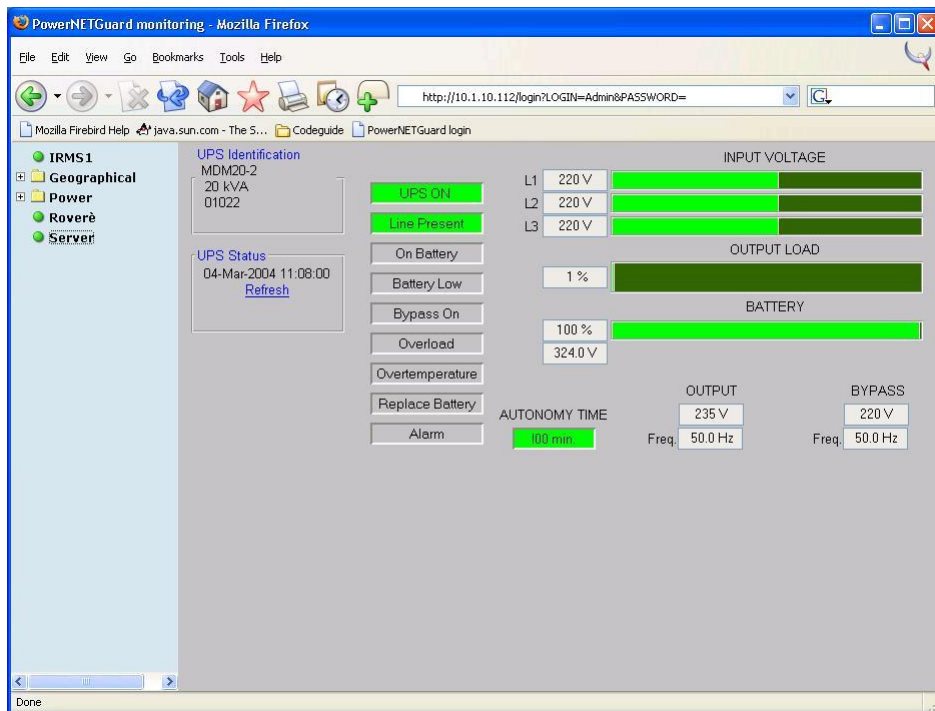 PowerNETGuard monitoring - Mozilla Firefox
File Edit View Go Bookmarks Tools Help
http://10.1.10.112/login?LOGIN=Admin&PASSWORD=
G
Mozilla Firebird Help java.sun.com - The S... Codeguide PowerNETGuard login
IRMS1
Geographical
Power
Roverè
Server
UPS Identification
MDM20-2
20 kVA
01022
UPS Status
04-Mar-2004 11:08:00
Refresh
UPS ON
Line Present
On Battery
Battery Low
Bypass On
Overload
Overtemperature
Replace Battery
Alarm
INPUT VOLTAGE
L1 220 V
L2 220 V
L3 220 V
OUTPUT LOAD
1 %
BATTERY
100 %
324.0 V
AUTONOMY TIME
!00 min.
OUTPUT
235 V
Freq. 50.0 Hz
BYPASS
220 V
Freq. 50.0 Hz
Done